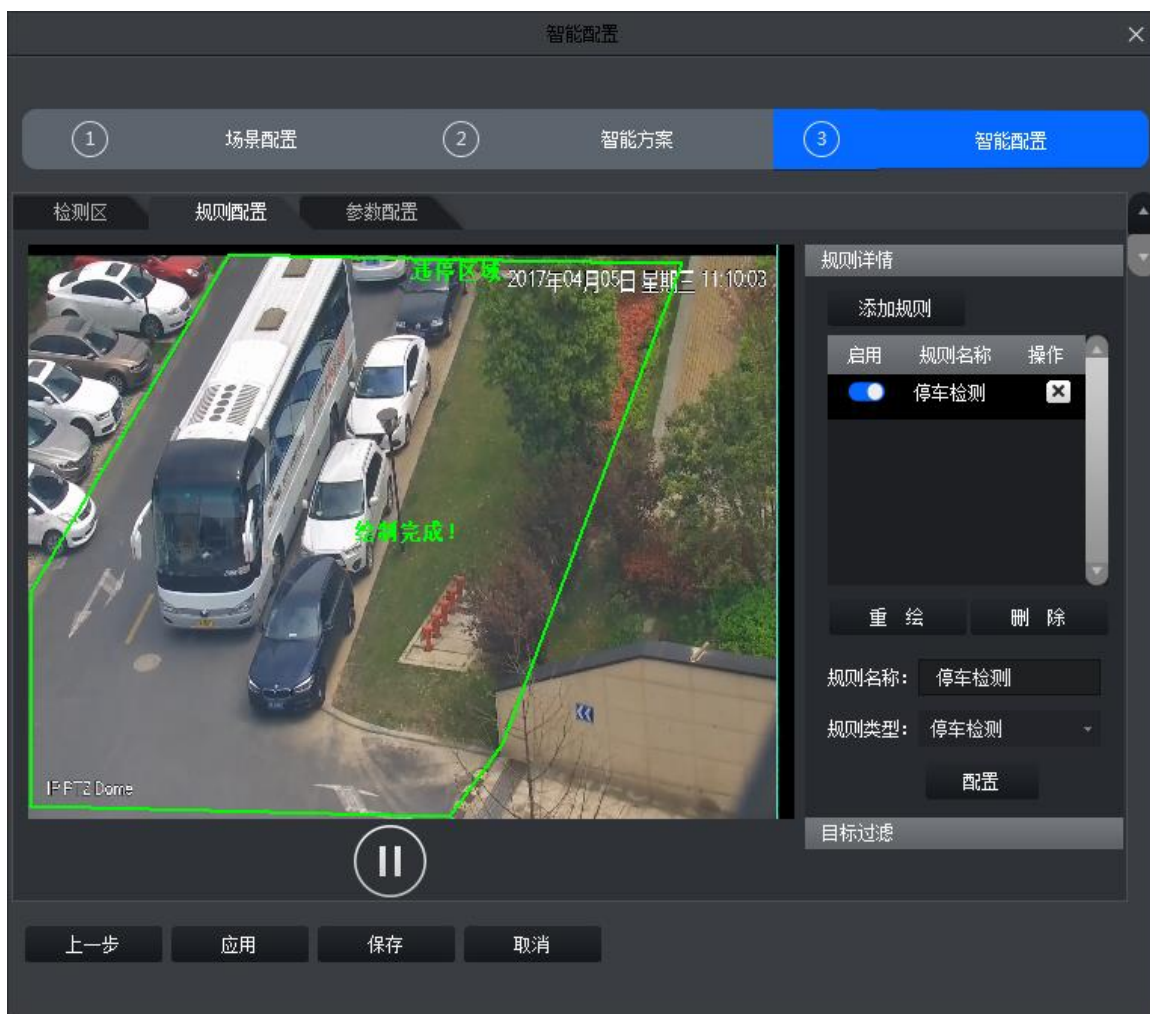 智能配置
1 场景配置 2 智能方案 3 智能配置
检测区 规则配置 参数配置
违停区域 2017年04月05日 星期三 11:10:03
绘制完成！
IP PTZ Dome
规则详情
添加规则
启用 规则名称 操作
停车检测
重 绘 删 除
规则名称： 停车检测
规则类型： 停车检测
配置
目标过滤
上一步 应用 保存 取消